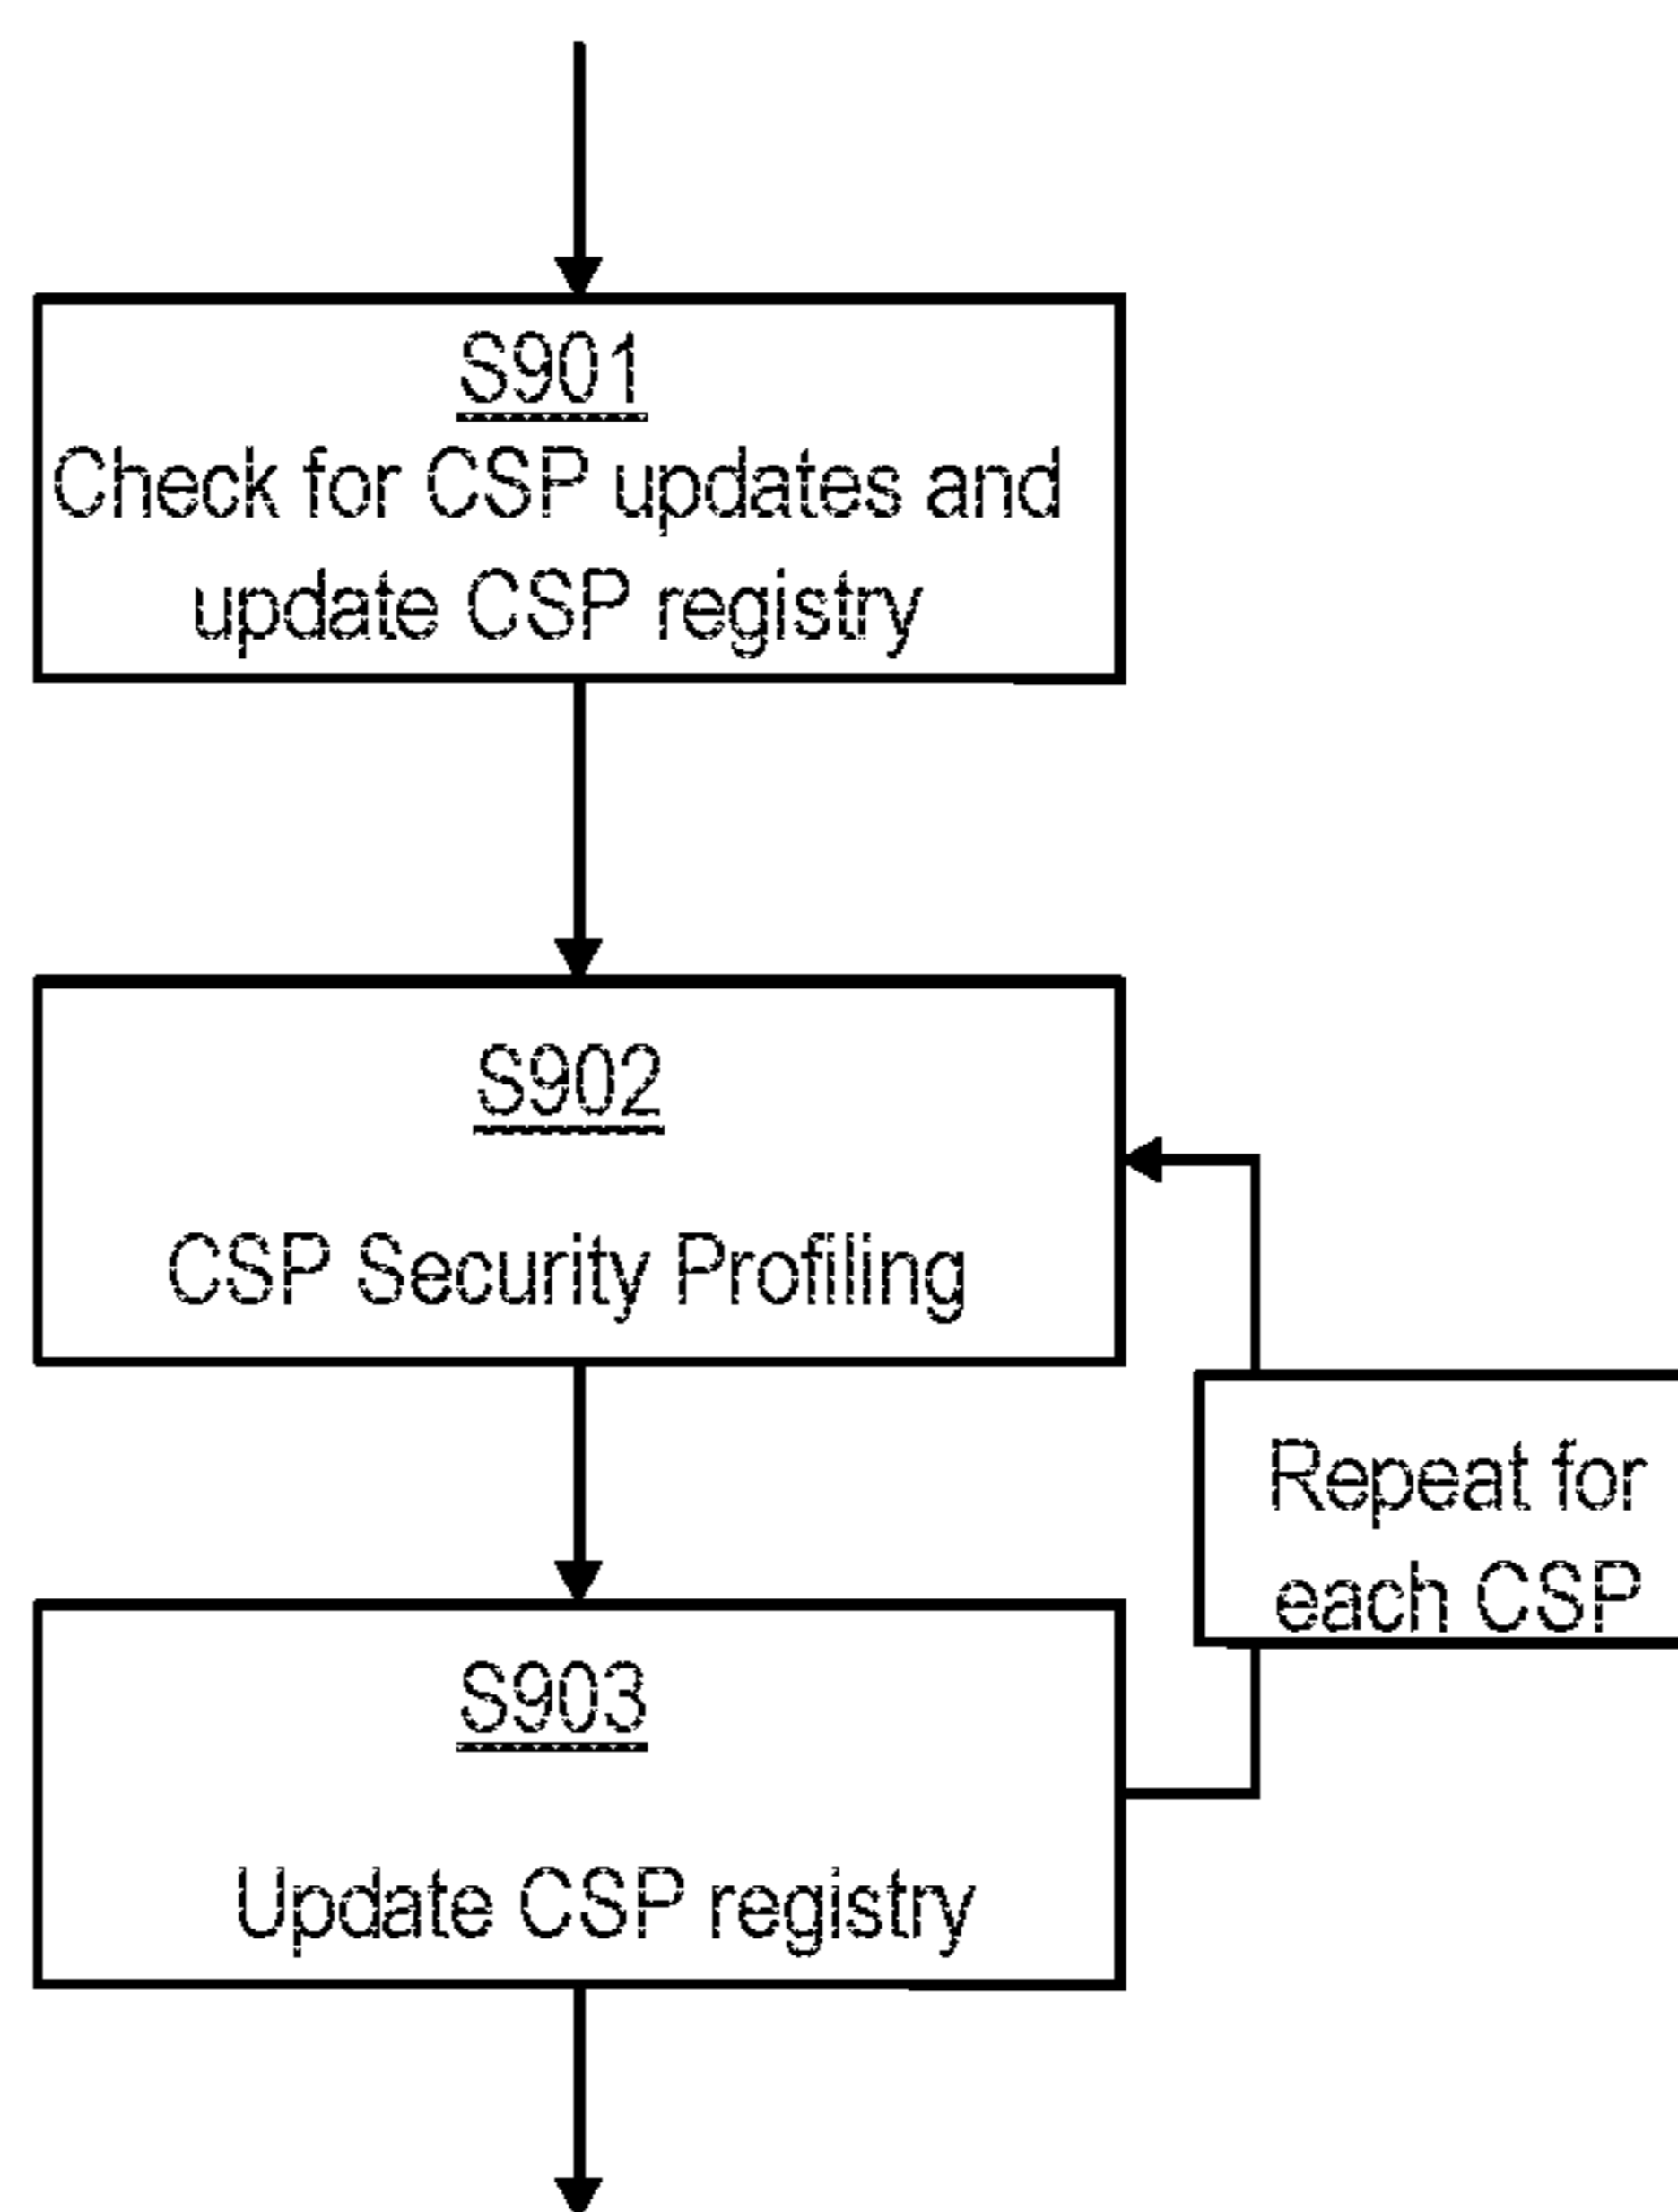 S901
Check for CSP updates and
update CSP registry
S902
CSP Security Profiling
Repeat for
each CSP
S903
Update CSP registry